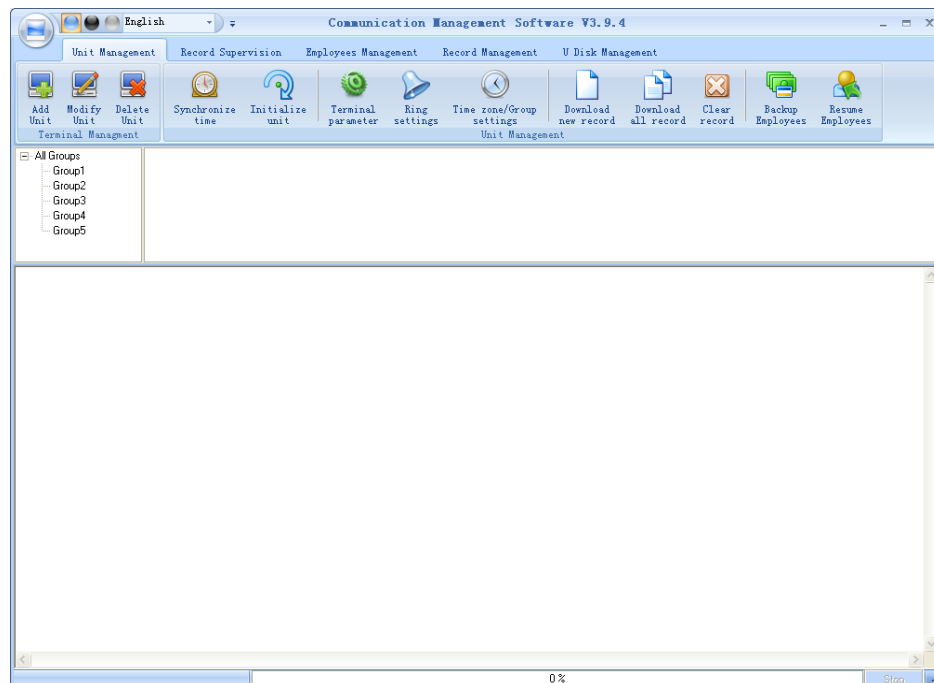 English
Communication Management Software V3.9.4
Unit Management Record Supervision Employees Management Record Management U Disk Management
Add Modify Delete Synchronize Initialize Terminal Ring Time zone/Group Download Download Clear Backup Resume
Unit Unit Unit time unit parameter settings settings new record all record record Employees Employees
Terminal Managment Unit Management
All Groups
Group1
Group2
Group3
Group4
Group5
0%
Stop